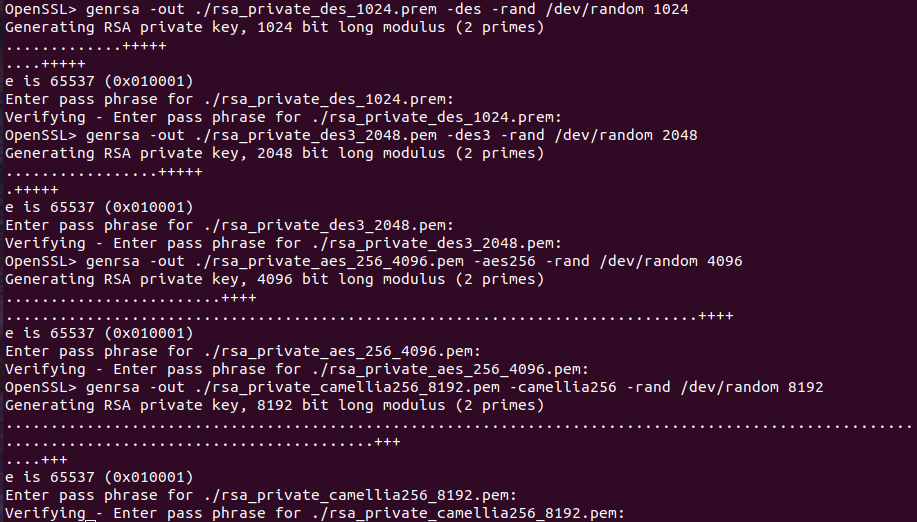 OpenSSL> genrsa -out ./rsa_private_des_1024.prem -des -rand /dev/random 1024
Generating RSA private key, 1024 bit long modulus (2 primes)
.............+++++
....+++++
e is 65537 (0x010001)
Enter pass phrase for ./rsa_private_des_1024.prem:
Verifying - Enter pass phrase for ./rsa_private_des_1024.prem:
OpenSSL> genrsa -out ./rsa_private_des3_2048.pem -des3 -rand /dev/random 2048
Generating RSA private key, 2048 bit long modulus (2 primes)
.................+++++
.+++++
e is 65537 (0x010001)
Enter pass phrase for ./rsa_private_des3_2048.pem:
Verifying - Enter pass phrase for ./rsa_private_des3_2048.pem:
OpenSSL> genrsa -out ./rsa_private_aes_256_4096.pem -aes256 -rand /dev/random 4096
Generating RSA private key, 4096 bit long modulus (2 primes)
........................++++
.............................................................................++++
e is 65537 (0x010001)
Enter pass phrase for ./rsa_private_aes_256_4096.pem:
Verifying - Enter pass phrase for ./rsa_private_aes_256_4096.pem:
OpenSSL> genrsa -out ./rsa_private_camellia256_8192.pem -camellia256 -rand /dev/random 8192
Generating RSA private key, 8192 bit long modulus (2 primes)
.....................................................................................................
.........................................+++
....+++
e is 65537 (0x010001)
Enter pass phrase for ./rsa_private_camellia256_8192.pem:
Verifying - Enter pass phrase for ./rsa_private_camellia256_8192.pem: